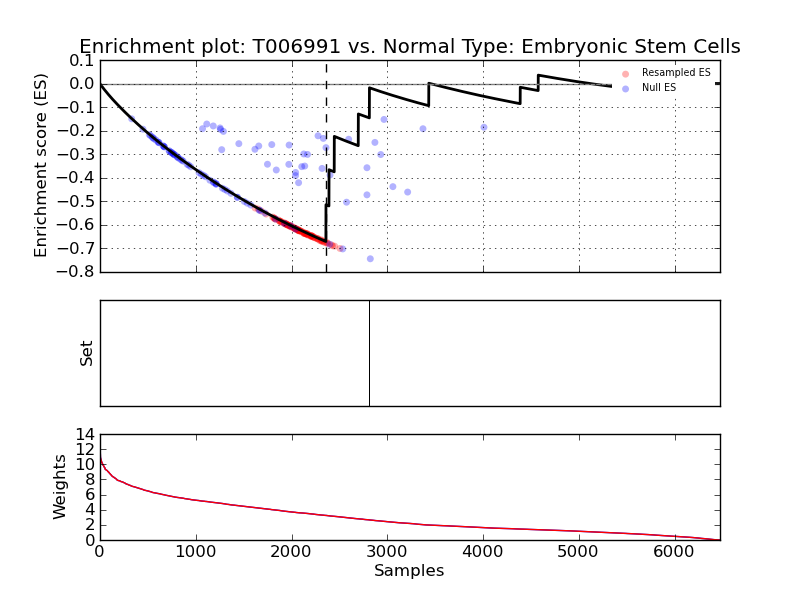 Enrichment plot: T006991 vs. Normal Type: Embryonic Stem Cells
Enrichment score (ES)
0.1
0.0
−0.1
−0.2
−0.3
−0.4
−0.5
−0.6
−0.7
−0.8
Resampled ES
Null ES
Set
Weights
14
12
10
8
6
4
2
0
0 1000 2000 3000 4000 5000 6000
Samples